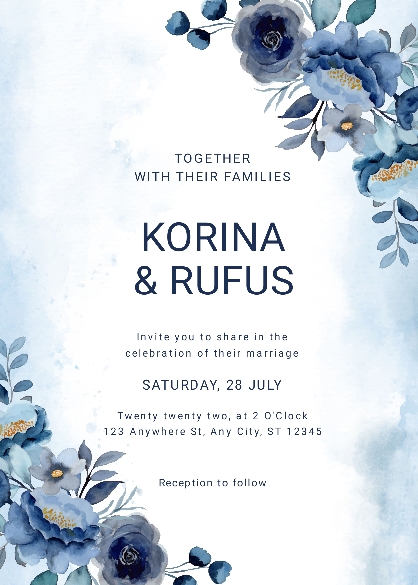 TOGETHER
WITH THEIR FAMILIES
KORINA
& RUFUS
Invite you to share in the
celebration of their marriage
SATURDAY, 28 JULY
Twenty twenty two, at 2 O'Clock
123 Anywhere St, Any City, ST 12345
Reception to follow